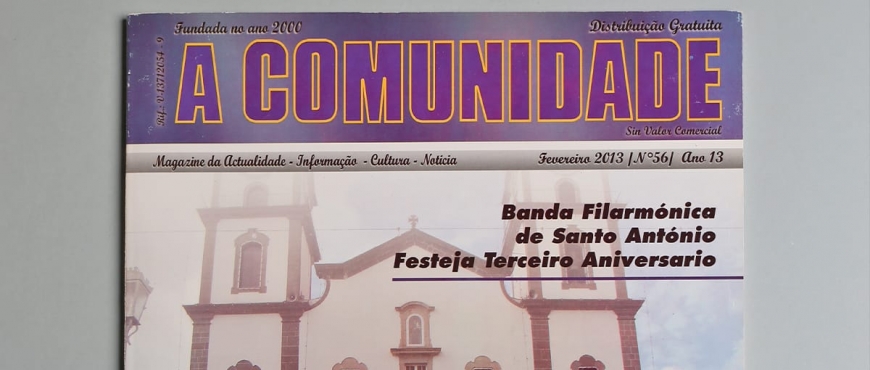 Fundada no ano 2000
Distribuição Gratuita
A COMUNIDADE
Sin Valor Comercial
Magazine da Actualidade - Informação - Cultura - Notícia
Fevereiro 2013 /N°56/ Ano 13
Banda Filarmónica
de Santo António
Festeja Terceiro Aniversario